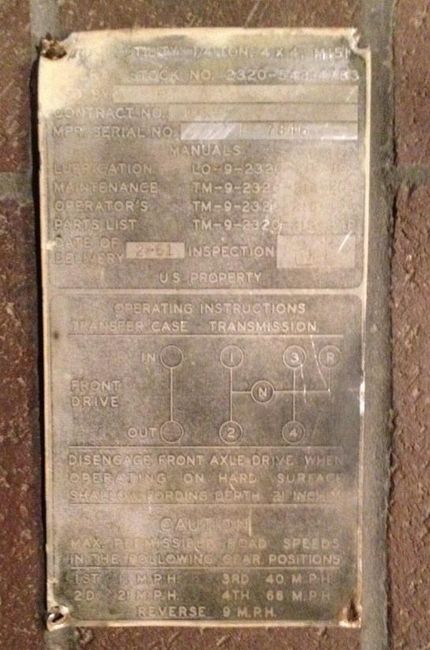 1/4 TON, 4 X 4, M151
STOCK NO. 2320-
CONTRACT NO.
MFR. SERIAL NO.
MANUALS
LUBRICATION LO-9-2320
MAINTENANCE TM-9-2320
OPERATOR'S TM-9-2320
PARTS LIST TM-9-2320
DATE OF
DELIVERY 2-61 INSPECTION
U.S. PROPERTY
OPERATING INSTRUCTIONS
TRANSFER CASE TRANSMISSION
IN 1 3 R
FRONT
DRIVE N
OUT 2 4
DISENGAGE FRONT AXLE DRIVE WHEN
OPERATING ON HARD SURFACE
SHALLOW FORDING DEPTH 21 INCHES
CAUTION
MAX. PERMISSIBLE ROAD SPEEDS
IN THE FOLLOWING GEAR POSITIONS
1ST M.P.H. 3RD 40 M.P.H.
2D M.P.H. 4TH 66 M.P.H.
REVERSE 9 M.P.H.